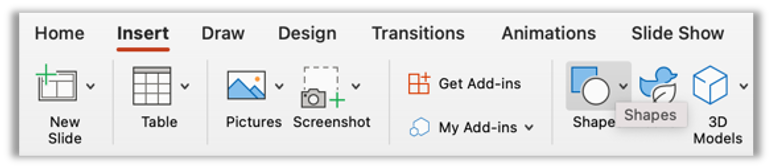 Home Insert Draw Design Transitions Animations Slide Show
Get Add-ins
My Add-ins
New
Slide
Table
Pictures
Screenshot
Shape
Shapes
3D
Models